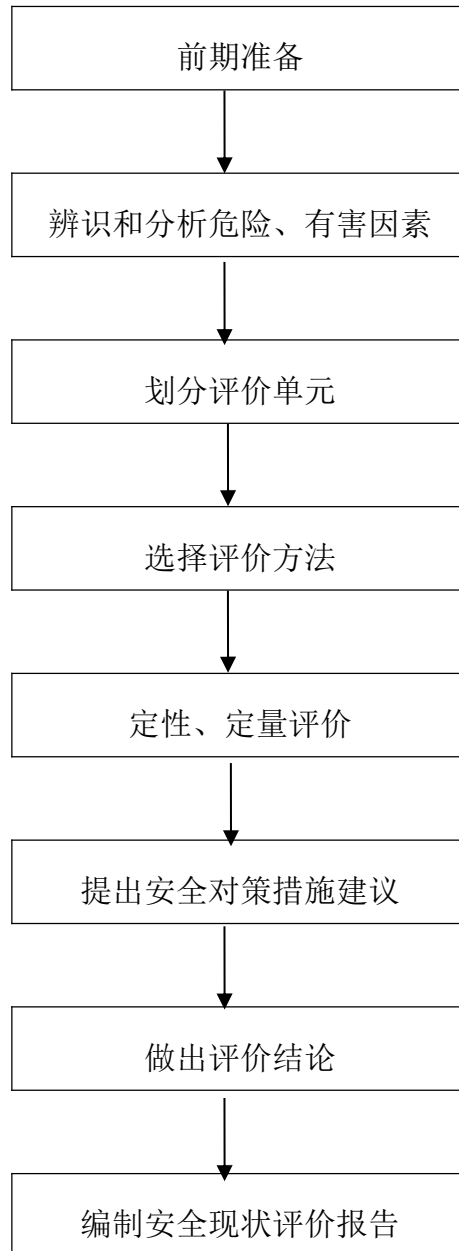 前期准备
辨识和分析危险、有害因素
划分评价单元
选择评价方法
定性、定量评价
提出安全对策措施建议
做出评价结论
编制安全现状评价报告